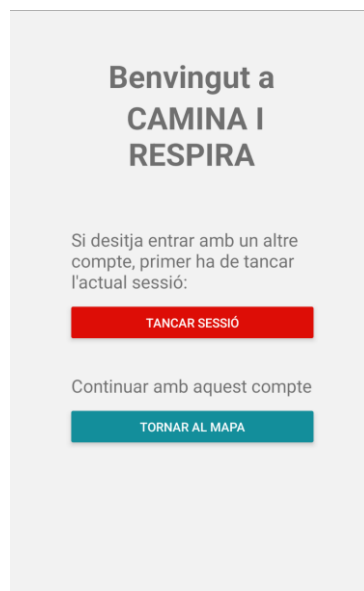 Benvingut a
CAMINA I
RESPIRA
Si desitja entrar amb un altre
compte, primer ha de tancar
l'actual sessió:
TANCAR SESSIÓ
Continuar amb aquest compte
TORNAR AL MAPA